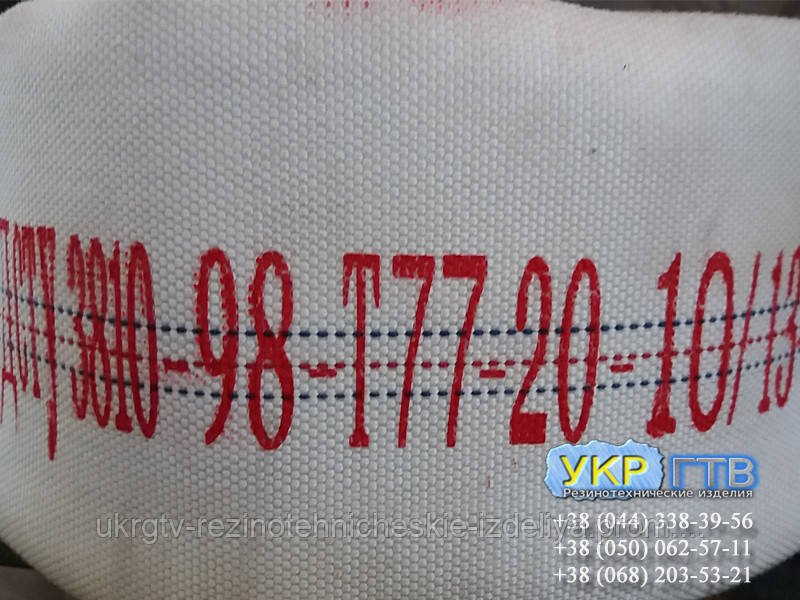 ДСТУ 3810-98-Т77-20-10/13
УКР ГТВ
Резинотехнические изделия
+38 (044) 338-39-56
ukrgtv-rezinotehnicheskie-izdeliya.prom....
+38 (050) 062-57-11
+38 (068) 203-53-21